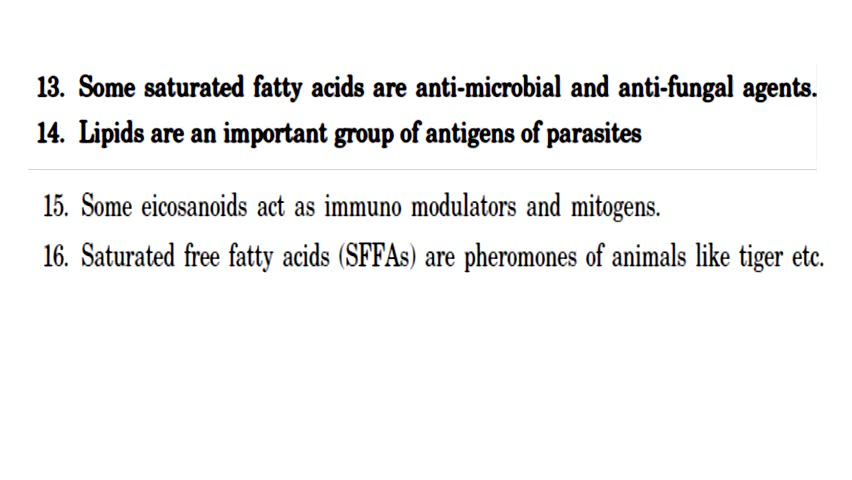 13. Some saturated fatty acids are anti-microbial and anti-fungal agents.
14. Lipids are an important group of antigens of parasites
15. Some eicosanoids act as immuno modulators and mitogens.
16. Saturated free fatty acids (SFFAs) are pheromones of animals like tiger etc.